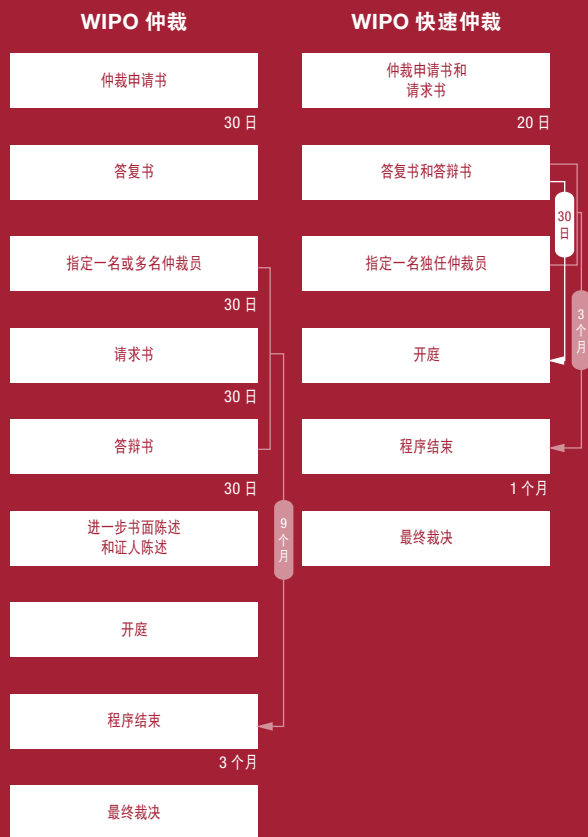 WIPO 仲裁
仲裁申请书
30 日
答复书
指定一名或多名仲裁员
30 日
请求书
30 日
答辩书
30 日
进一步书面陈述
和证人陈述
9
个
月
开庭
程序结束
3 个月
最终裁决
WIPO 快速仲裁
仲裁申请书和
请求书
20 日
答复书和答辩书
30
日
指定一名独任仲裁员
3
个
月
开庭
程序结束
1 个月
最终裁决